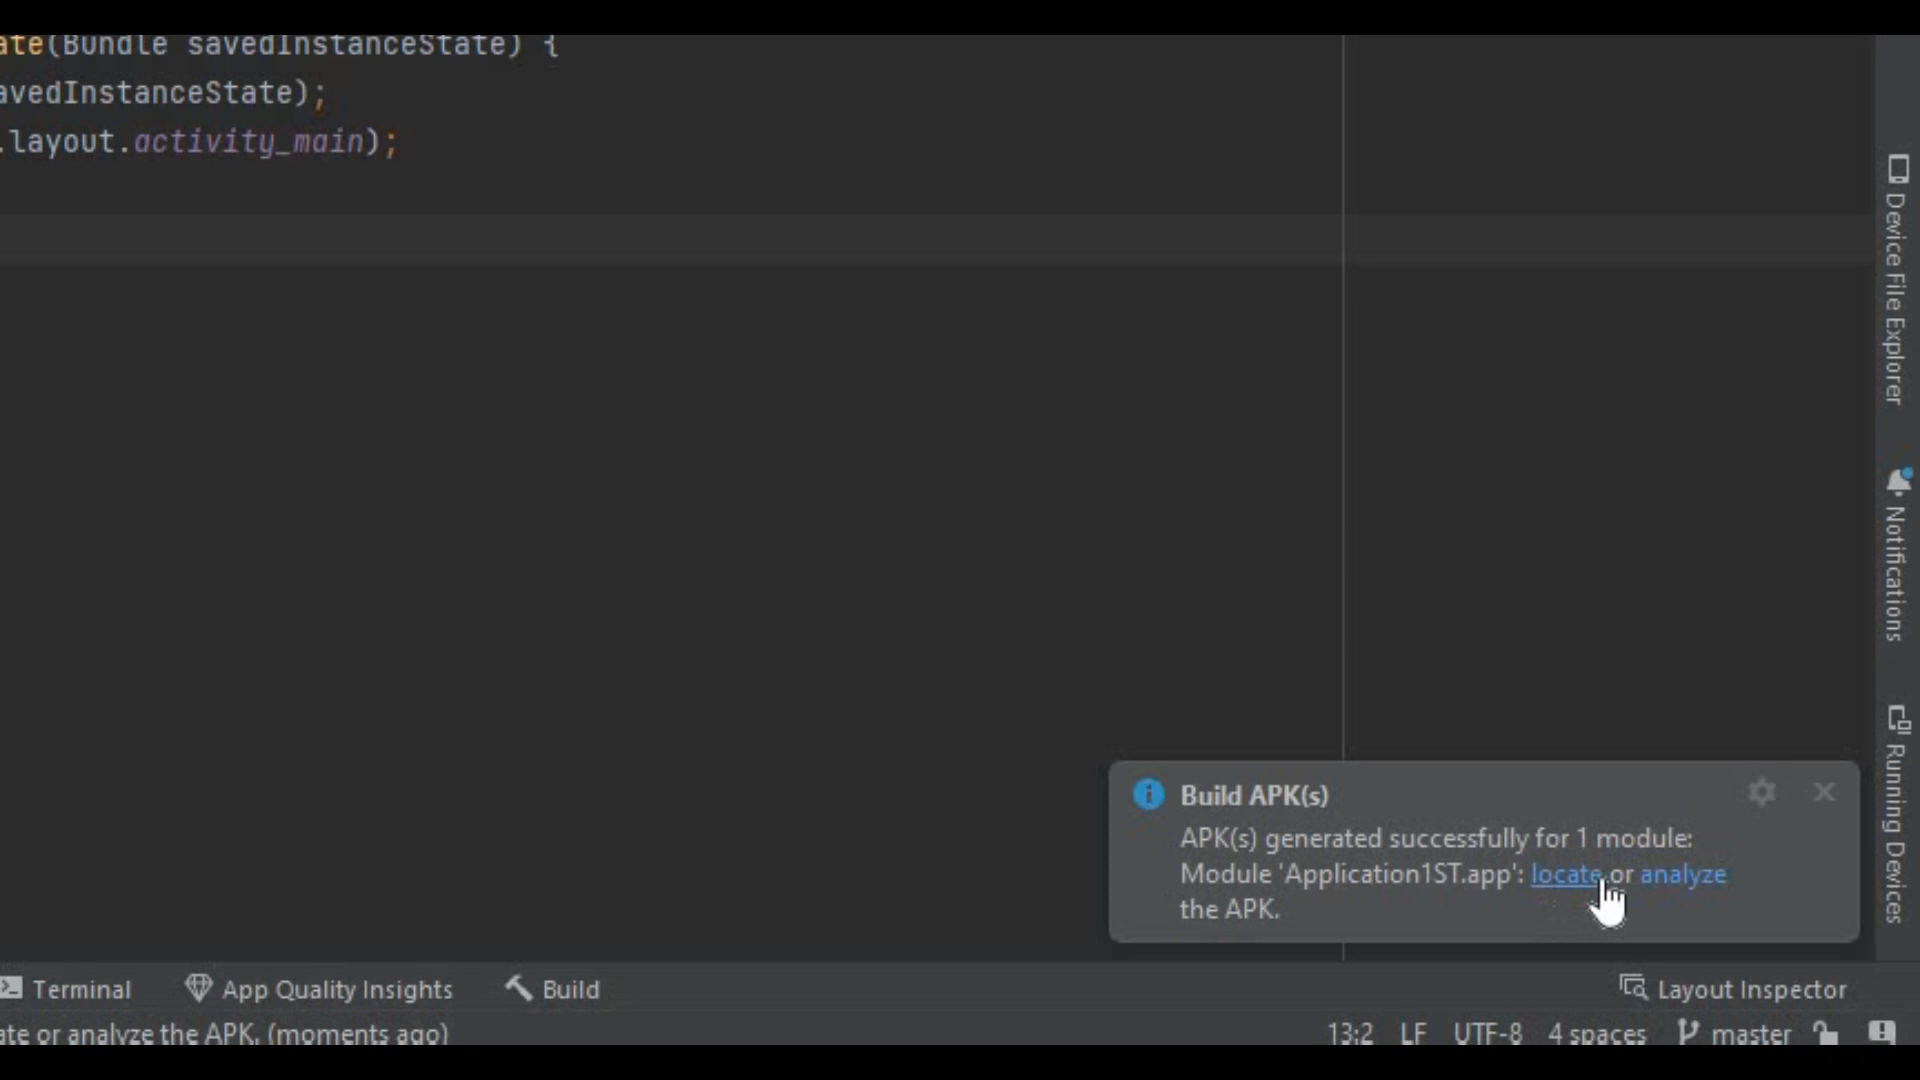 ate(Bundle savedInstanceState) {
avedInstanceState);
.layout.activity_main);
Device File Explorer
Notifications
Running Devices
Build APK(s)
APK(s) generated successfully for 1 module:
Module 'Application1ST.app': locate or analyze
the APK.
Terminal
App Quality Insights
Build
Layout Inspector
ate or analyze the APK. (moments ago)
13:2 LF UTF-8 4 spaces master